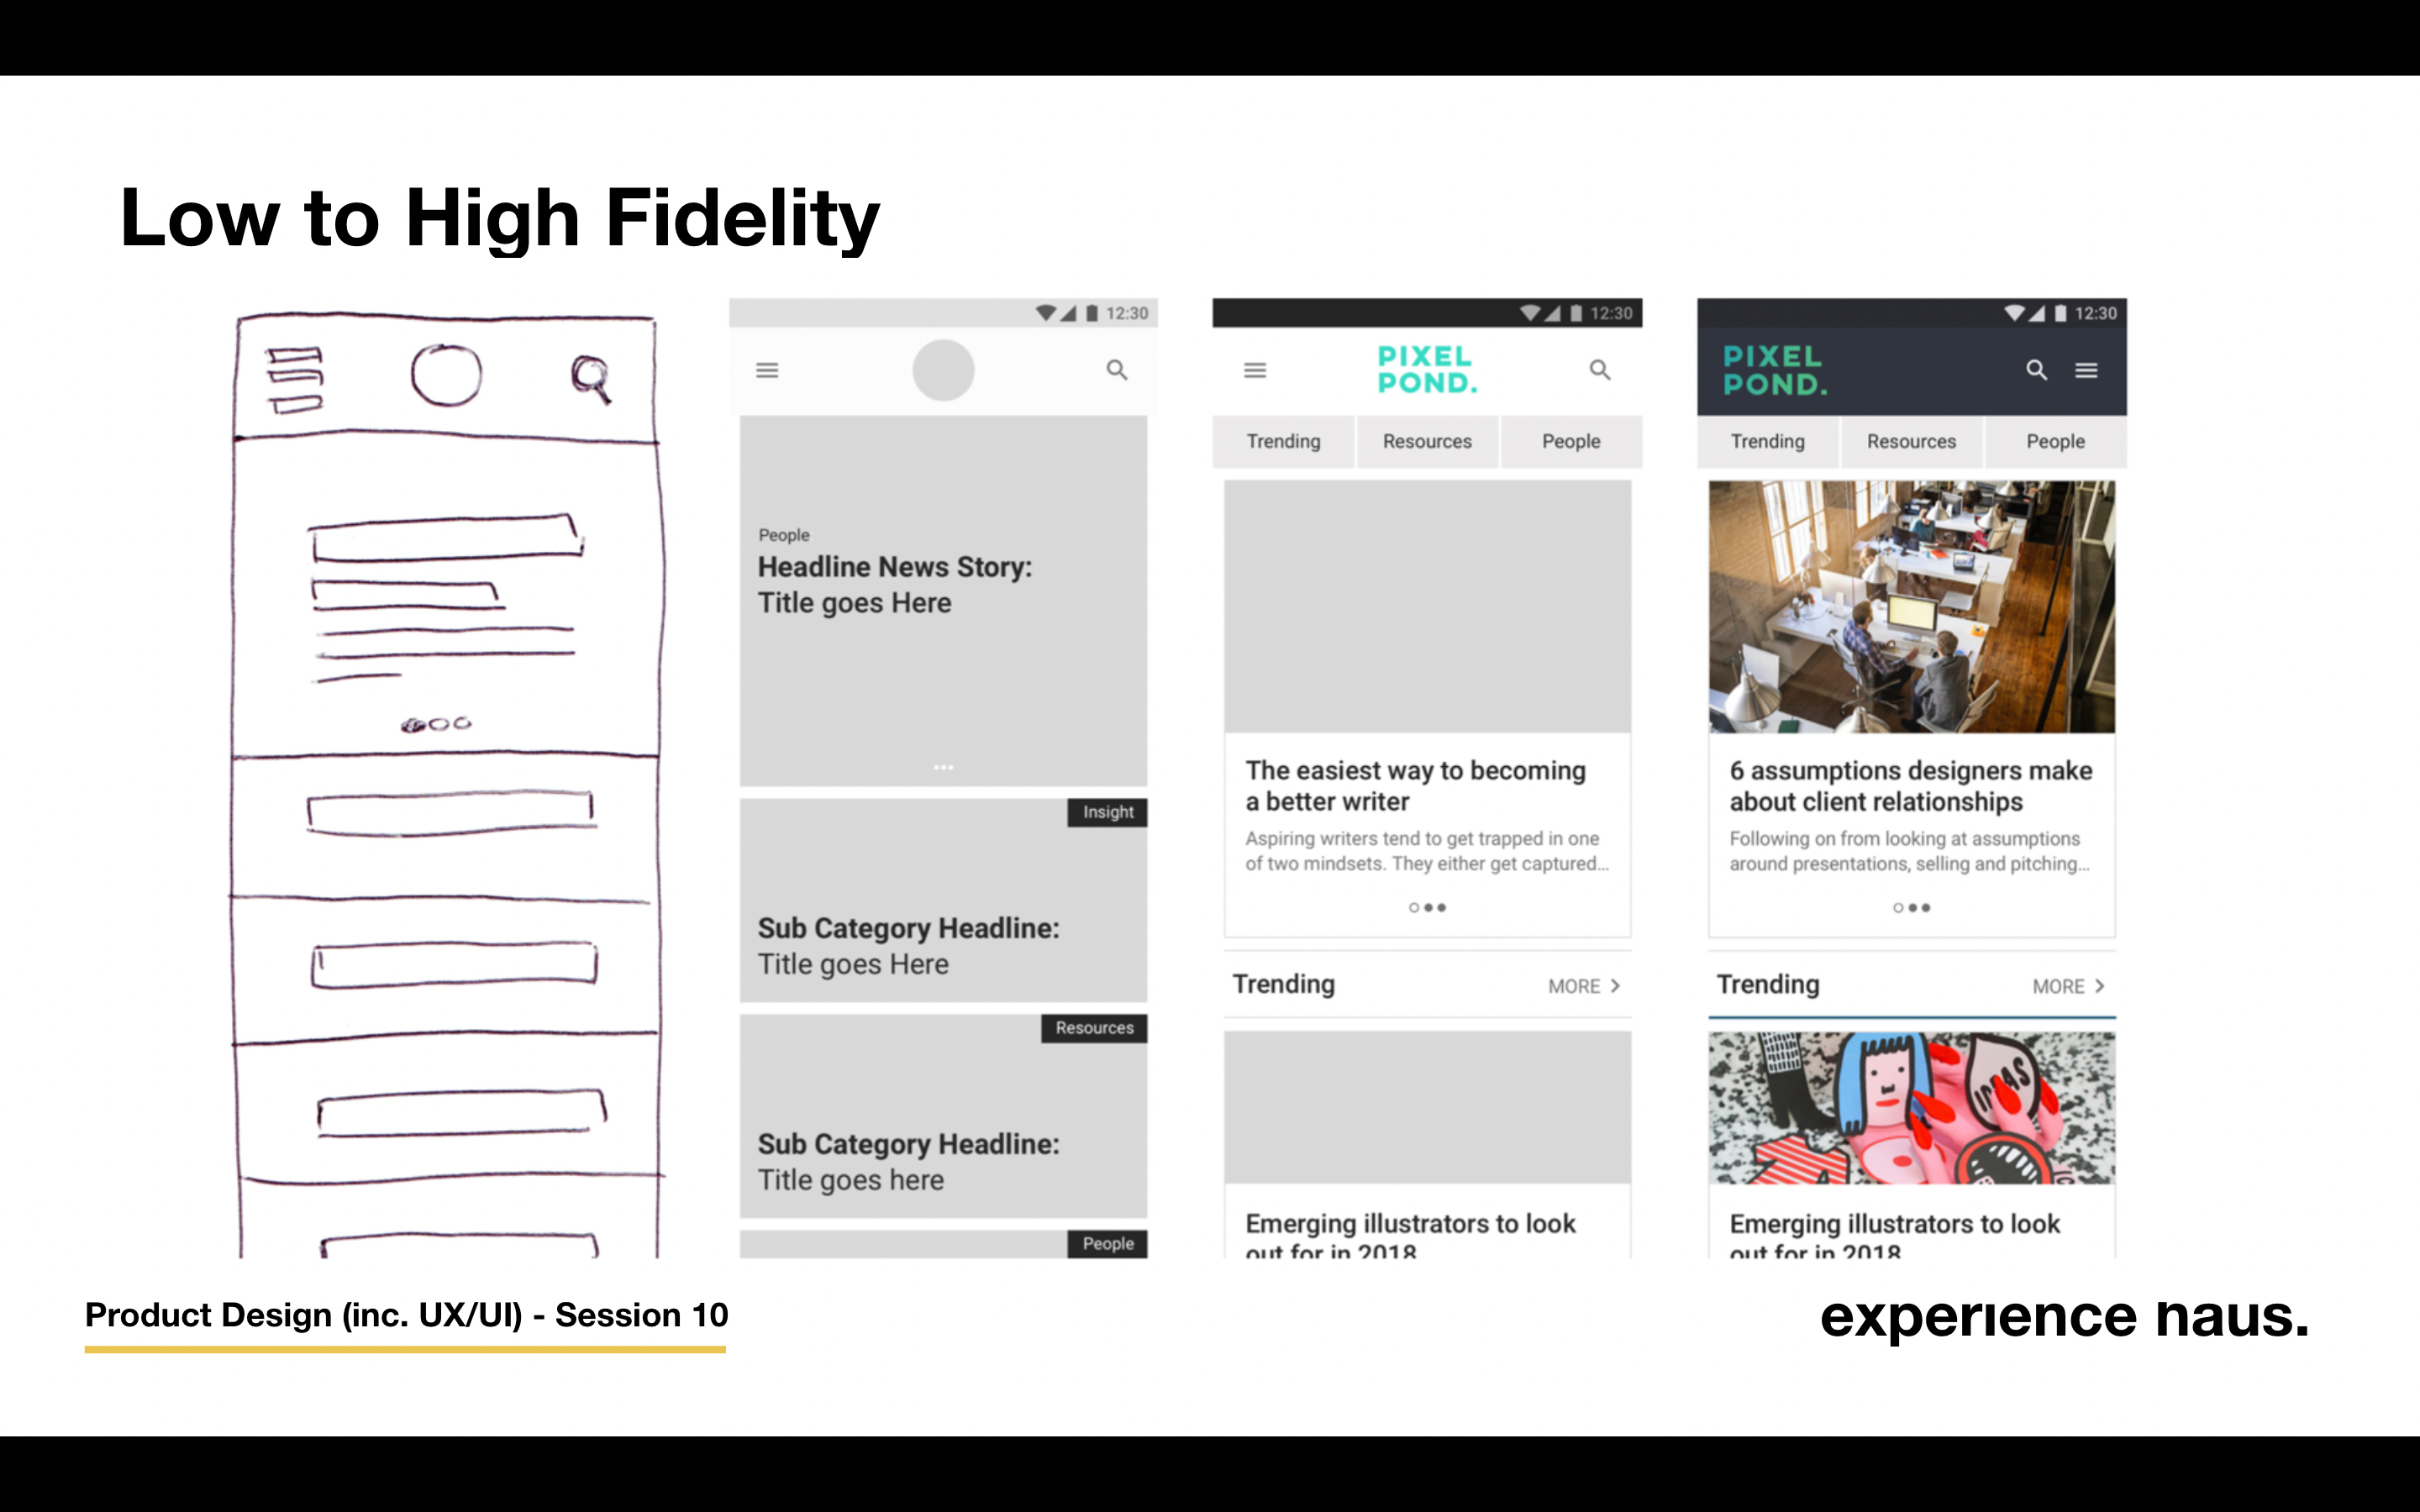 Low to High Fidelity
12:30
People
Headline News Story:
Title goes Here
Insight
Sub Category Headline:
Title goes Here
Resources
Sub Category Headline:
Title goes here
People
12:30
PIXEL
POND.
Trending Resources People
The easiest way to becoming
a better writer
Aspiring writers tend to get trapped in one
of two mindsets. They either get captured...
Trending MORE
Emerging illustrators to look
out for in 2018
12:30
PIXEL
POND.
Trending Resources People
6 assumptions designers make
about client relationships
Following on from looking at assumptions
around presentations, selling and pitching...
Trending MORE
IDEAS
Emerging illustrators to look
out for in 2018
Product Design (inc. UX/UI) - Session 10
experience haus.